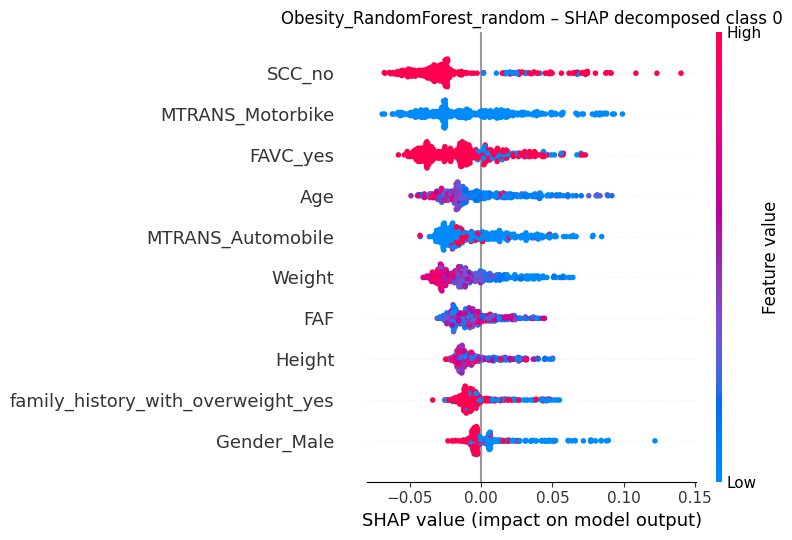 Obesity_RandomForest_random – SHAP decomposed class 0
High
SCC_no
MTRANS_Motorbike
FAVC_yes
Age
MTRANS_Automobile
Weight
FAF
Height
family_history_with_overweight_yes
Gender_Male
Feature value
Low
−0.05 0.00 0.05 0.10 0.15
SHAP value (impact on model output)